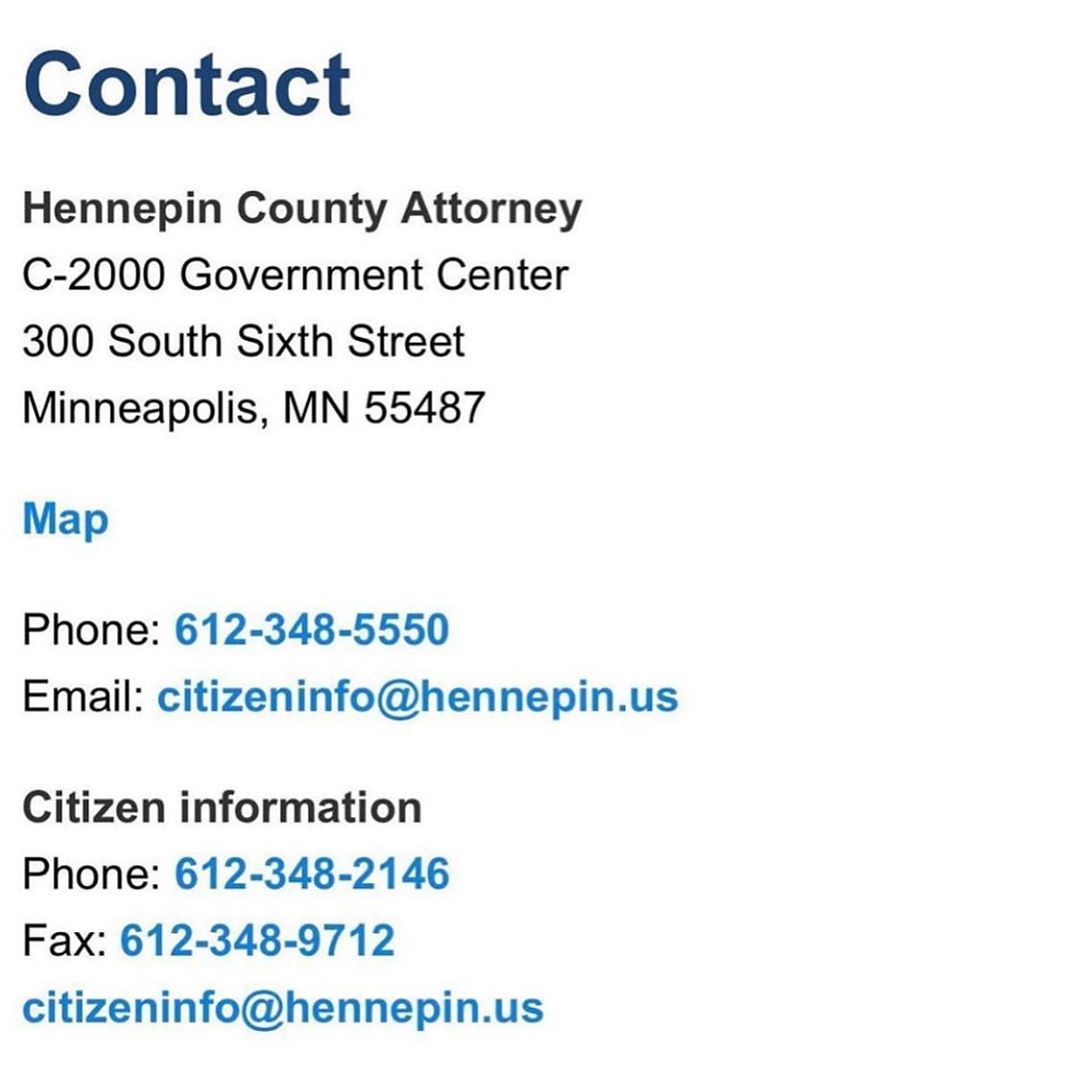 Contact
Hennepin County Attorney
C-2000 Government Center
300 South Sixth Street
Minneapolis, MN 55487
Map
Phone: 612-348-5550
Email: citizeninfo@hennepin.us
Citizen information
Phone: 612-348-2146
Fax: 612-348-9712
citizeninfo@hennepin.us